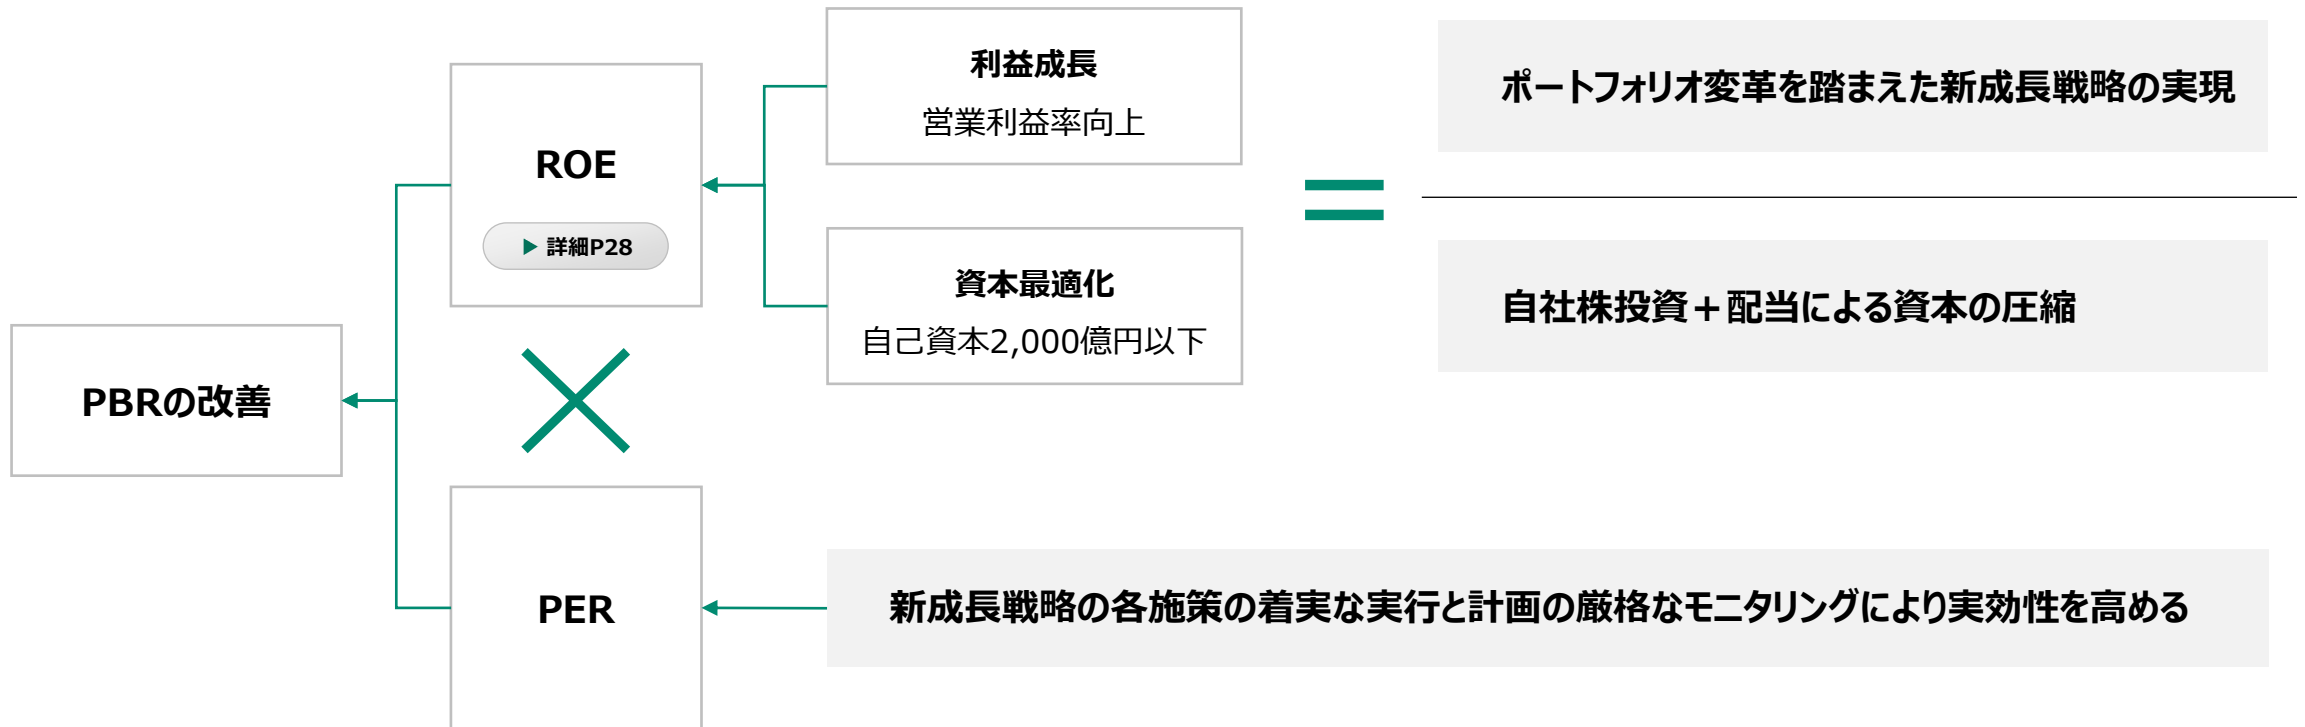 PBRの改善
ROE
▶ 詳細P28
利益成長
営業利益率向上
資本最適化
自己資本2,000億円以下
=
ポートフォリオ変革を踏まえた新成長戦略の実現
自社株投資+配当による資本の圧縮
×
PER
新成長戦略の各施策の着実な実行と計画の厳格なモニタリングにより実効性を高める